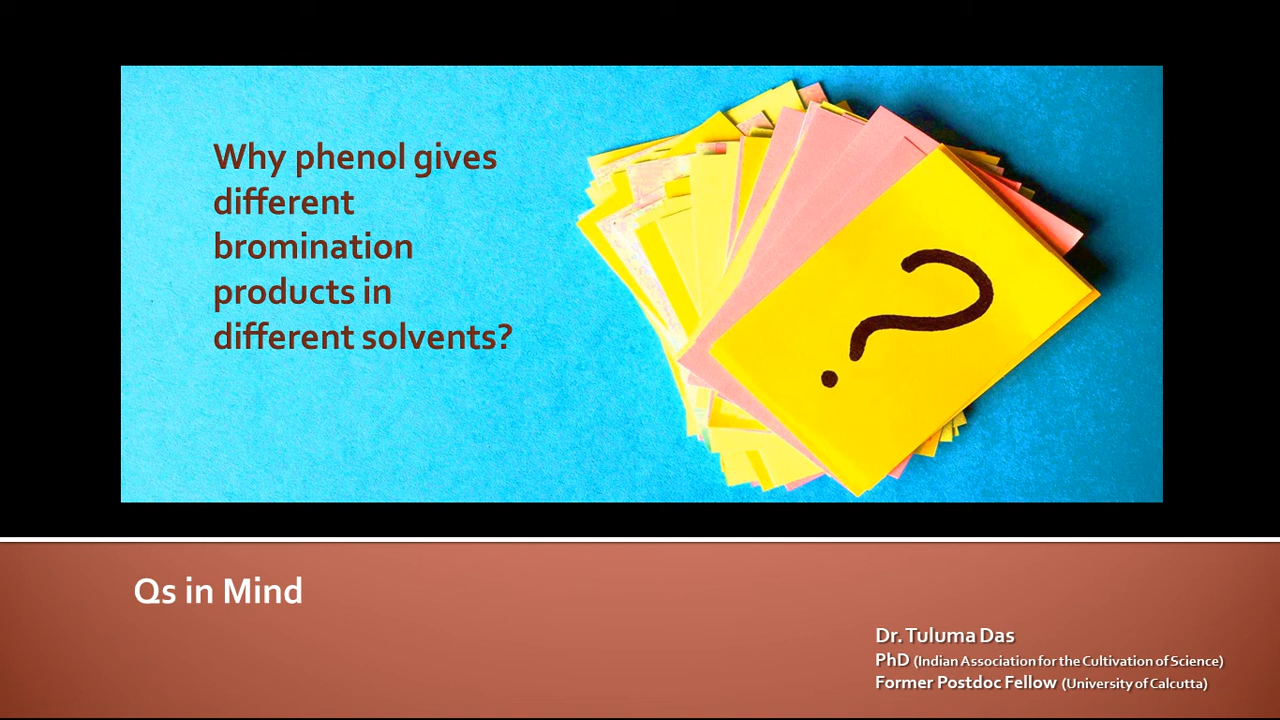 Why phenol gives
different
bromination
products in
different solvents?
?
Qs in Mind
Dr. Tuluma Das
PhD (Indian Association for the Cultivation of Science)
Former Postdoc Fellow (University of Calcutta)